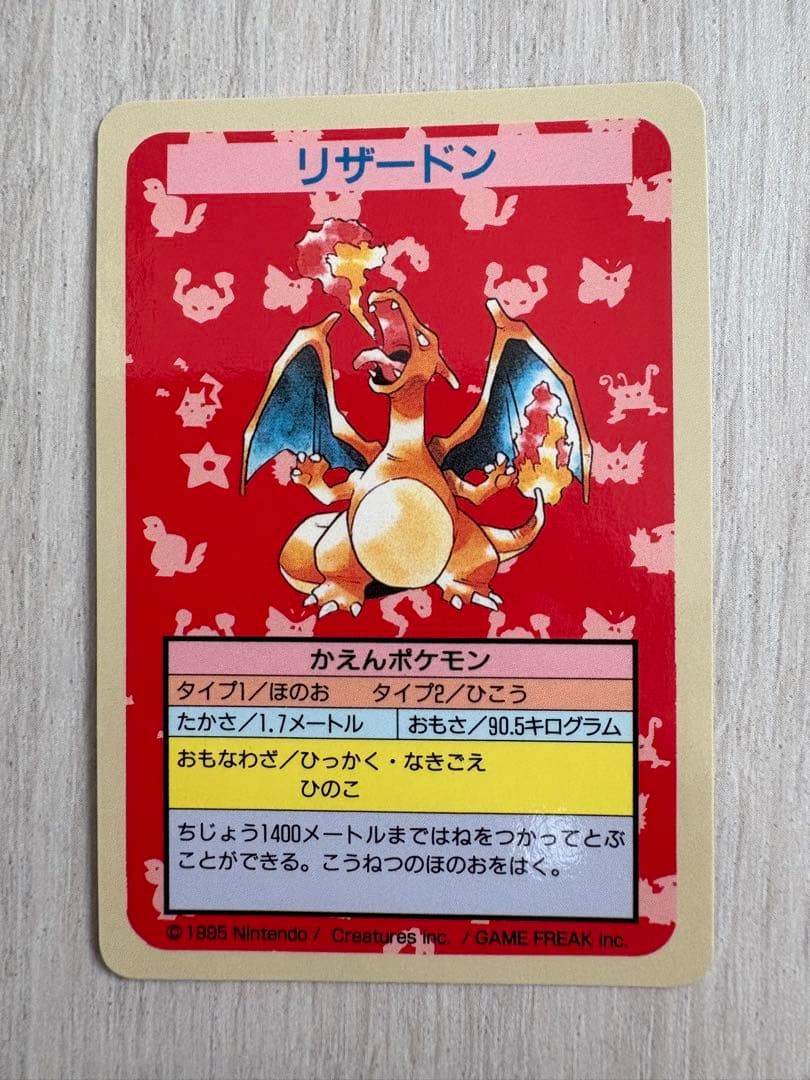 リザードン
かえんポケモン
タイプ1／ほのお　タイプ2／ひこう
たかさ／1.7メートル　おもさ／90.5キログラム
おもなわざ／ひっかく・なきごえ
ひのこ
ちじょう1400メートルまではねをつかってとぶ
ことができる。こうねつのほのおをはく。
©1995 Nintendo / Creatures inc. / GAME FREAK inc.